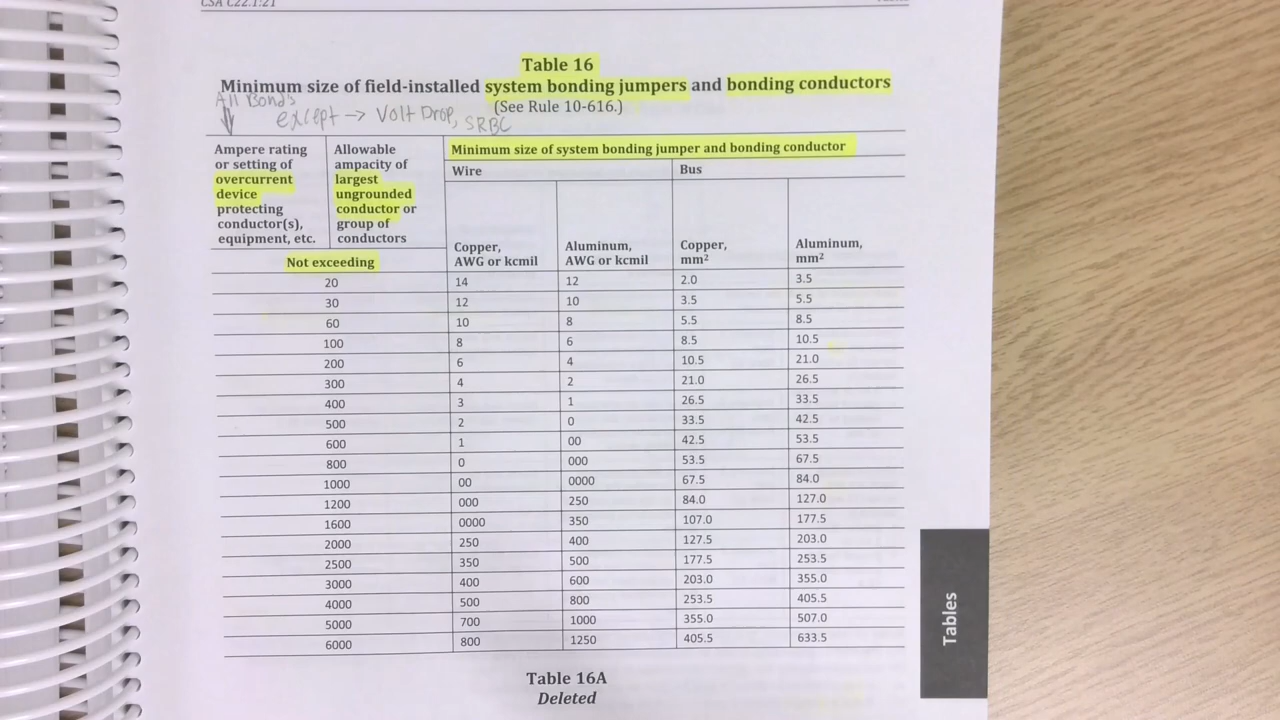 CSA C22.1:21
Table 16
Minimum size of field-installed system bonding jumpers and bonding conductors
(See Rule 10-616.)
All Bonds
except → Volt Drop, SRBC
Ampere rating or setting of overcurrent device protecting conductor(s), equipment, etc.
Allowable ampacity of largest ungrounded conductor or group of conductors
Minimum size of system bonding jumper and bonding conductor
Wire Bus
Copper, AWG or kcmil Aluminum, AWG or kcmil Copper, mm² Aluminum, mm²
Not exceeding
20 14 12 2.0 3.5
30 12 10 3.5 5.5
60 10 8 5.5 8.5
100 8 6 8.5 10.5
200 6 4 10.5 21.0
300 4 2 21.0 26.5
400 3 1 26.5 33.5
500 2 0 33.5 42.5
600 1 00 42.5 53.5
800 0 000 53.5 67.5
1000 00 0000 67.5 84.0
1200 000 250 84.0 127.0
1600 0000 350 107.0 177.5
2000 250 400 127.5 203.0
2500 350 500 177.5 253.5
3000 400 600 203.0 355.0
4000 500 800 253.5 405.5
5000 700 1000 355.0 507.0
6000 800 1250 405.5 633.5
Table 16A
Deleted
Tables